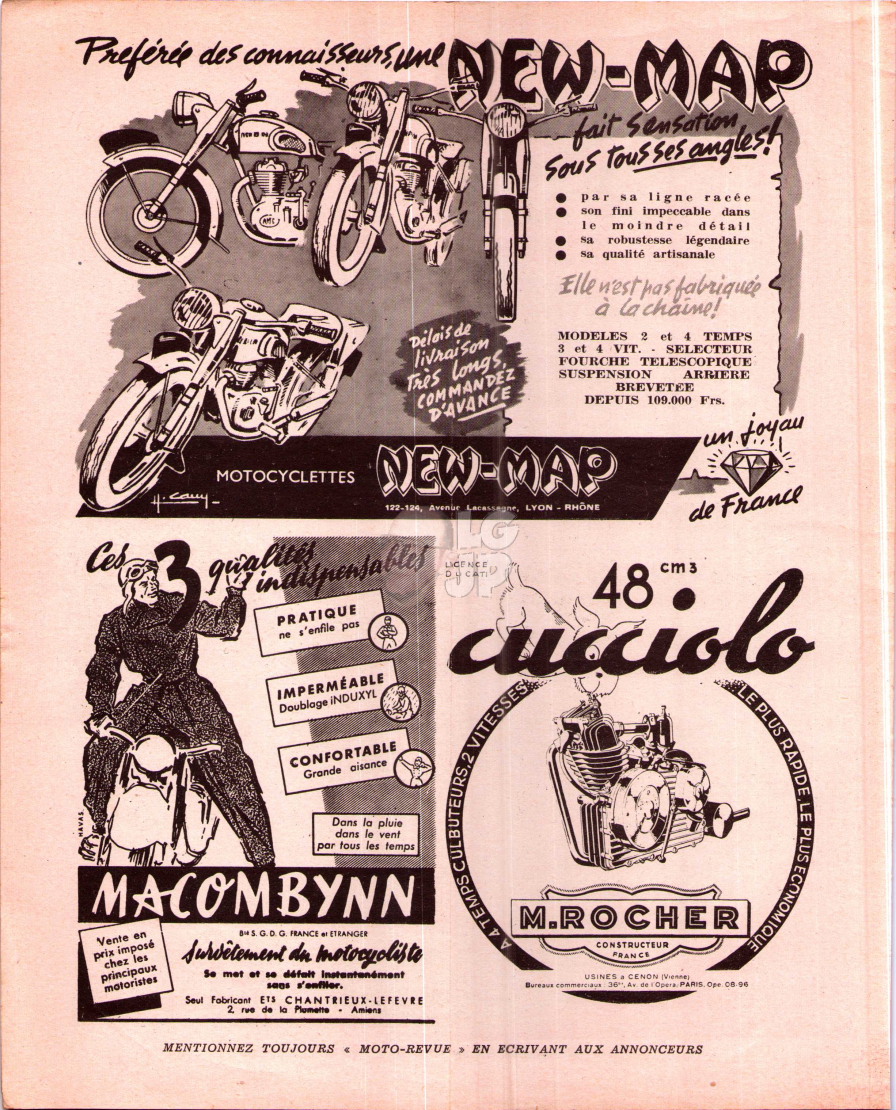 Preférée des connaisseurs, une NEW-MAP
fait sensation
sous tous ses angles!
par sa ligne racée
son fini impeccable dans
le moindre détail
sa robustesse légendaire
sa qualité artisanale
Elle n'est pas fabriquée
à la chaîne!
MODELES 2 et 4 TEMPS
3 et 4 VIT. - SELECTEUR
FOURCHE TELESCOPIQUE
SUSPENSION ARRIERE
BREVETEE
DEPUIS 109.000 Frs.
Délais de
livraison
très longs,
COMMANDEZ
D'AVANCE
MOTOCYCLETTES NEW-MAP
122-124, Avenue Lacassagne, LYON - RHÔNE
un joyau
de France
Ces 3 qualités
indispensables
PRATIQUE
ne s'enfile pas
IMPERMÉABLE
Doublage iNDUXYL
CONFORTABLE
Grande aisance
Dans la pluie
dans le vent
par tous les temps
HAVAS
MACOMBYNN
Bté S. G. D. G. FRANCE et ETRANGER
Survêtement du motocycliste
Se met et se défait instantanément
sans s'enfiler.
Vente en
prix imposé
chez les
principaux
motoristes
Seul Fabricant ETS CHANTRIEUX-LEFEVRE
2, rue de la Plumette - Amiens
LICENCE
DUCATI
LG
UP
48 cm3
cucciolo
A 4 TEMPS CULBUTEURS. 2 VITESSES
LE PLUS RAPIDE. LE PLUS ECONOMIQUE
M.ROCHER
CONSTRUCTEUR
FRANCE
USINES à CENON (Vienne)
Bureaux commerciaux : 36bis, Av. de l'Opera. PARIS. Ope. 08-96
MENTIONNEZ TOUJOURS « MOTO-REVUE » EN ECRIVANT AUX ANNONCEURS